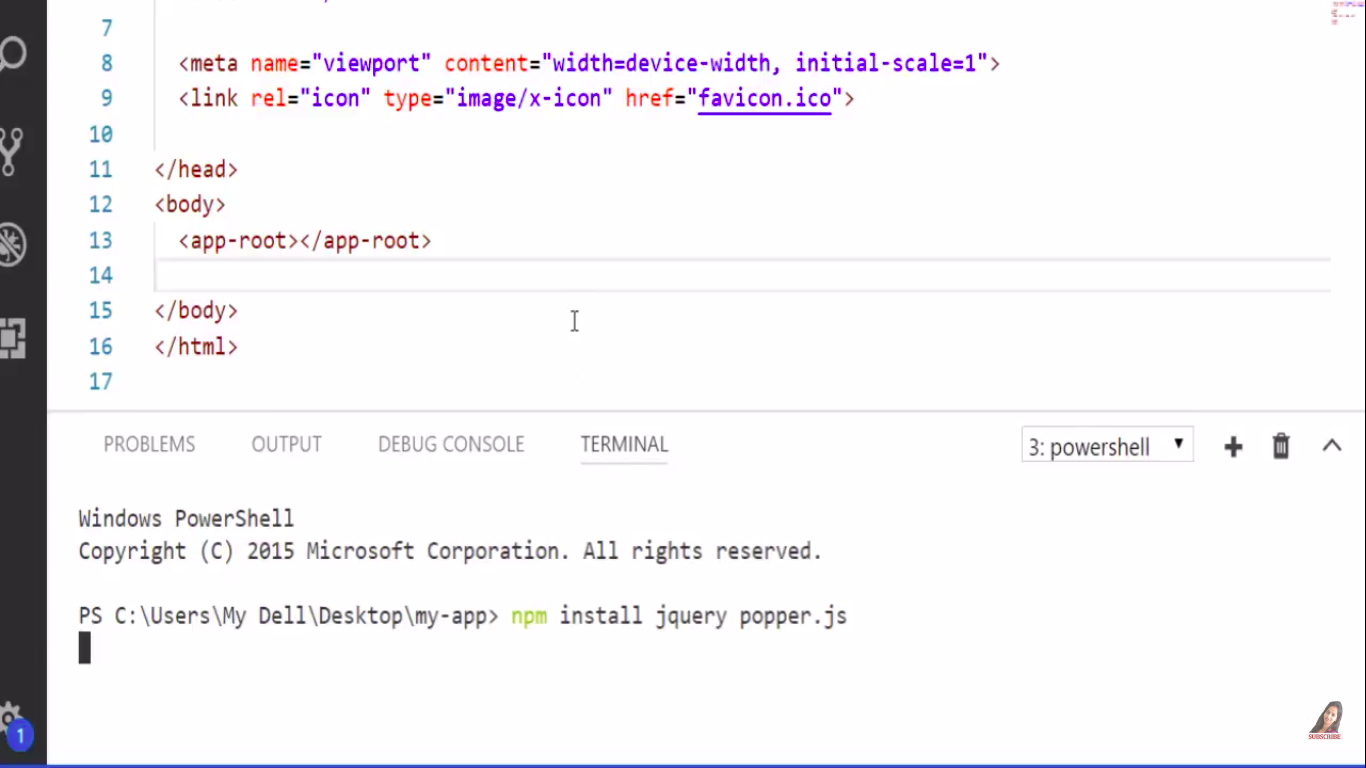 7
8 <meta name="viewport" content="width=device-width, initial-scale=1">
9 <link rel="icon" type="image/x-icon" href="favicon.ico">
10
11 </head>
12 <body>
13 <app-root></app-root>
14
15 </body>
16 </html>
17
PROBLEMS OUTPUT DEBUG CONSOLE TERMINAL 3: powershell
Windows PowerShell
Copyright (C) 2015 Microsoft Corporation. All rights reserved.
PS C:\Users\My Dell\Desktop\my-app> npm install jquery popper.js
1
SUBSCRIBE